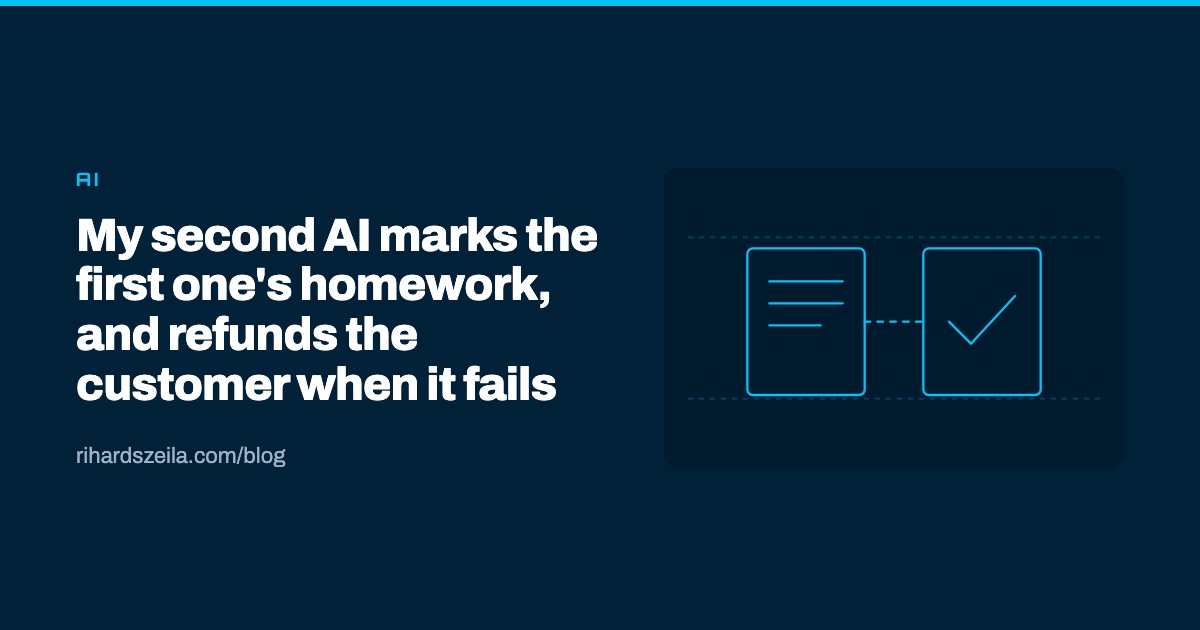 AI
My second AI marks the
first one's homework,
and refunds the
customer when it fails
rihardszeila.com/blog